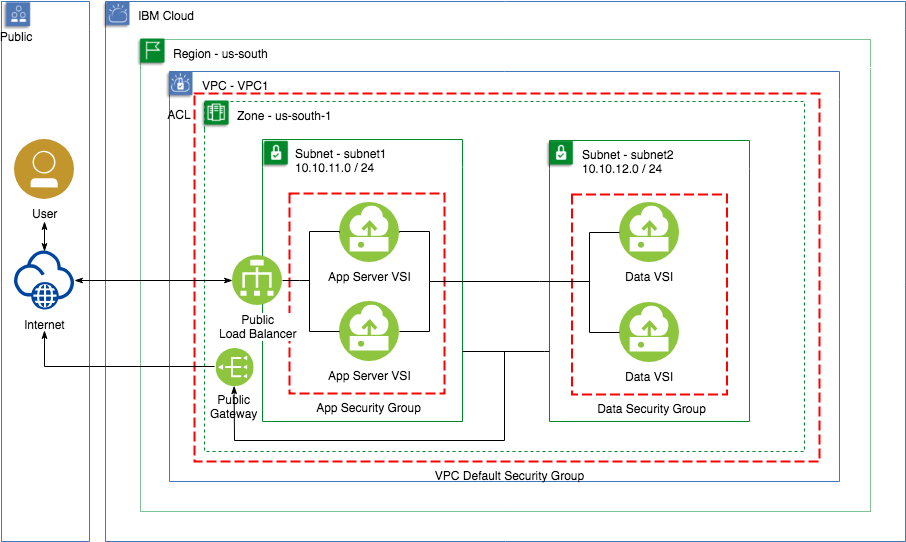 Public
IBM Cloud
Region - us-south
VPC - VPC1
ACL
Zone - us-south-1
Subnet - subnet1
10.10.11.0 / 24
Subnet - subnet2
10.10.12.0 / 24
User
App Server VSI
Data VSI
Internet
Public
Load Balancer
App Server VSI
Data VSI
Public
Gateway
App Security Group
Data Security Group
VPC Default Security Group